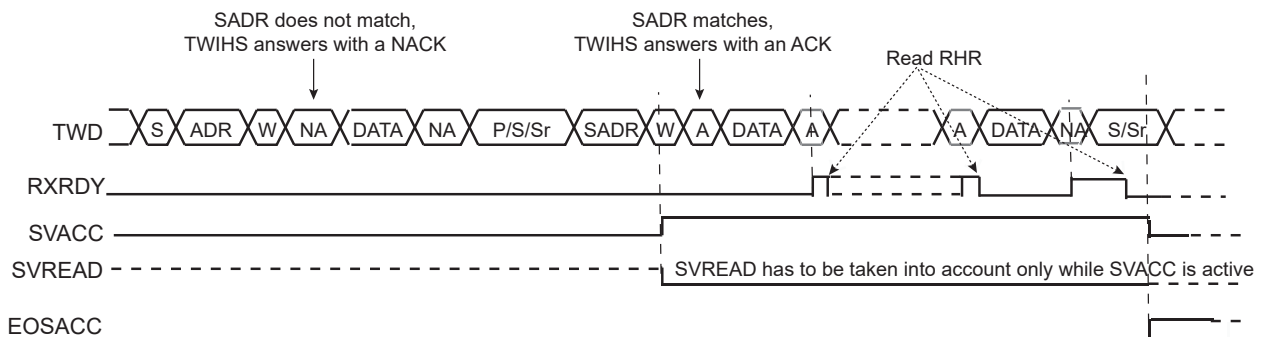 SADR does not match,
TWIHS answers with a NACK
SADR matches,
TWIHS answers with an ACK
Read RHR
TWD S ADR W NA DATA NA P/S/Sr SADR W A DATA A A DATA NA S/Sr
RXRDY
SVACC
SVREAD SVREAD has to be taken into account only while SVACC is active
EOSACC